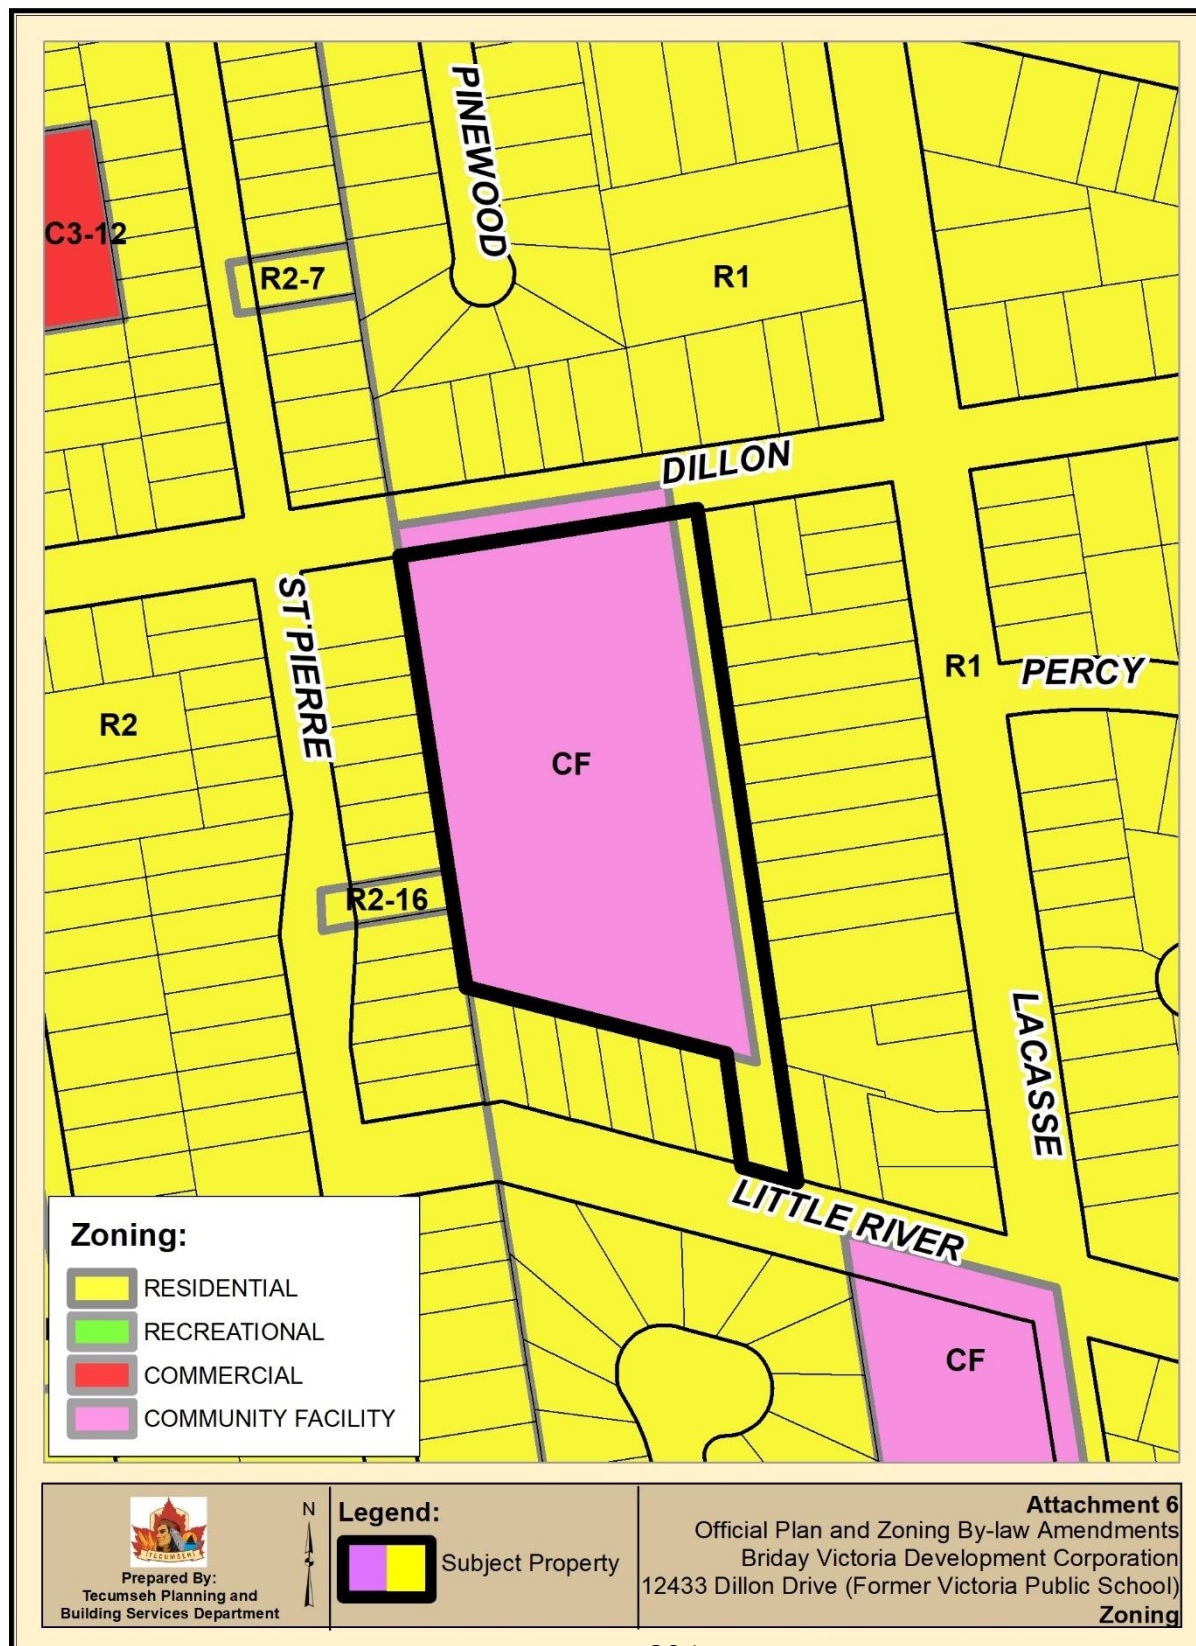 PINEWOOD
C3-12
R2-7
R1
DILLON
ST PIERRE
R1
PERCY
R2
CF
R2-16
LACASSE
LITTLE RIVER
CF
Zoning:
RESIDENTIAL
RECREATIONAL
COMMERCIAL
COMMUNITY FACILITY
TECUMSEH
Prepared By:
Tecumseh Planning and
Building Services Department
N
Legend:
Subject Property
Attachment 6
Official Plan and Zoning By-law Amendments
Briday Victoria Development Corporation
12433 Dillon Drive (Former Victoria Public School)
Zoning